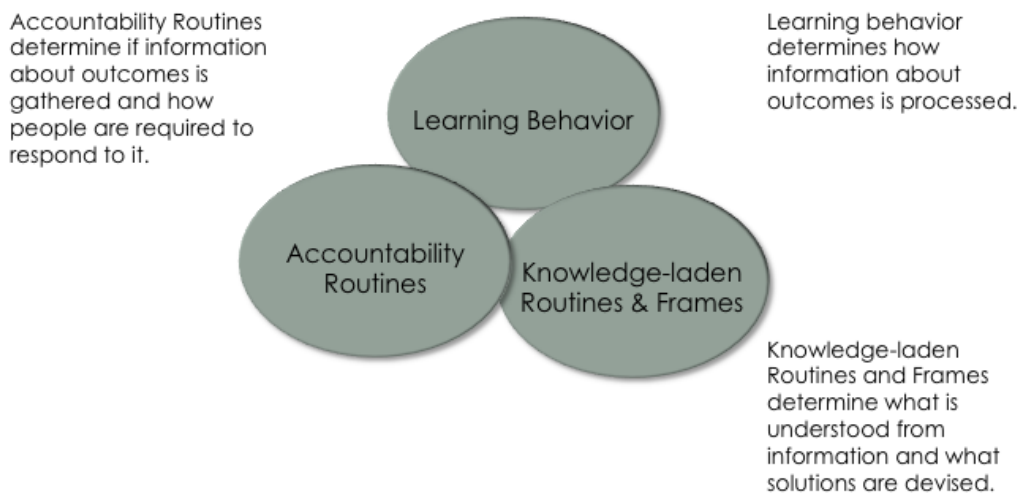 Accountability Routines
determine if information
about outcomes is
gathered and how
people are required to
respond to it.
Learning behavior
determines how
information about
outcomes is processed.
Learning Behavior
Accountability
Routines
Knowledge-laden
Routines & Frames
Knowledge-laden
Routines and Frames
determine what is
understood from
information and what
solutions are devised.